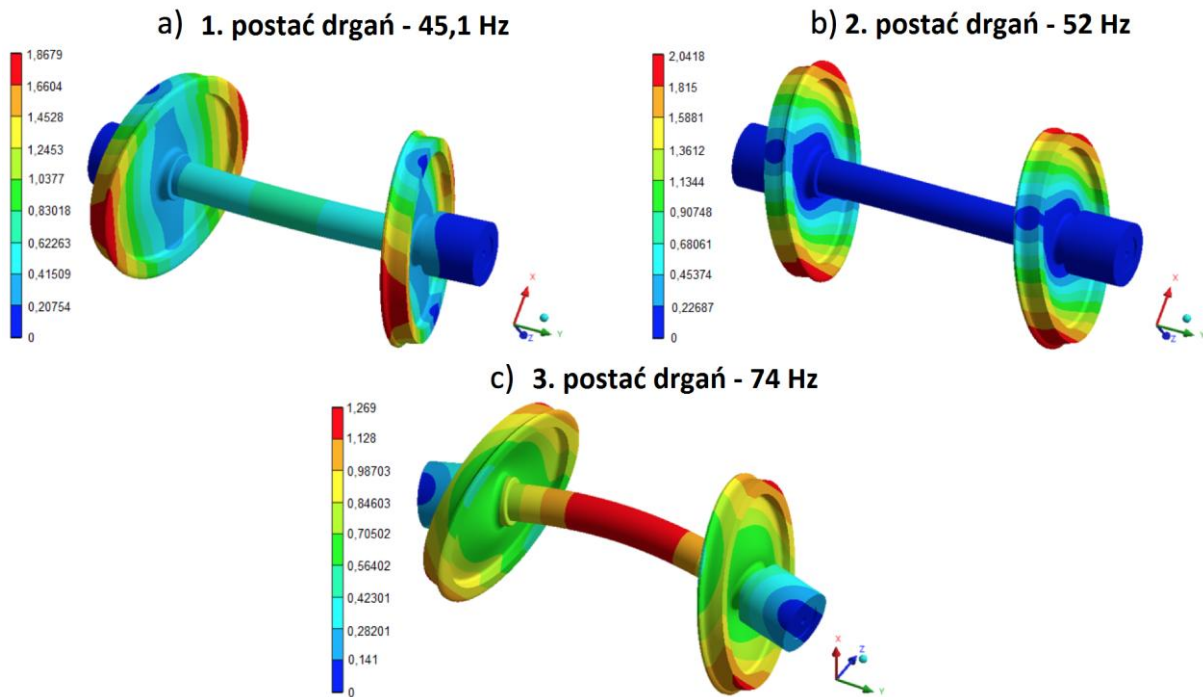 a) 1. postać drgań - 45,1 Hz
1,8679
1,6604
1,4528
1,2453
1,0377
0,83018
0,62263
0,41509
0,20754
0
X
Y
Z
b) 2. postać drgań - 52 Hz
2,0418
1,815
1,5881
1,3612
1,1344
0,90748
0,68061
0,45374
0,22687
0
X
Y
Z
c) 3. postać drgań - 74 Hz
1,269
1,128
0,98703
0,84603
0,70502
0,56402
0,42301
0,28201
0,141
0
X
Z
Y